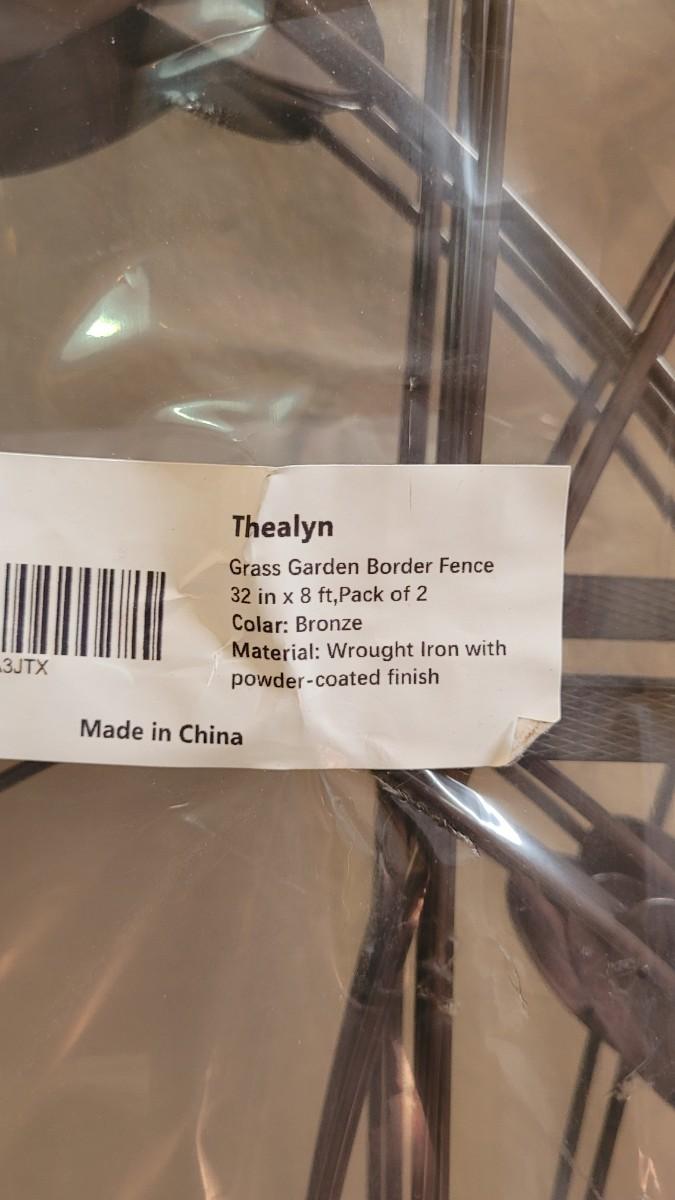 Thealyn
Grass Garden Border Fence
32 in x 8 ft,Pack of 2
Colar: Bronze
Material: Wrought Iron with
powder-coated finish
3JTX
Made in China